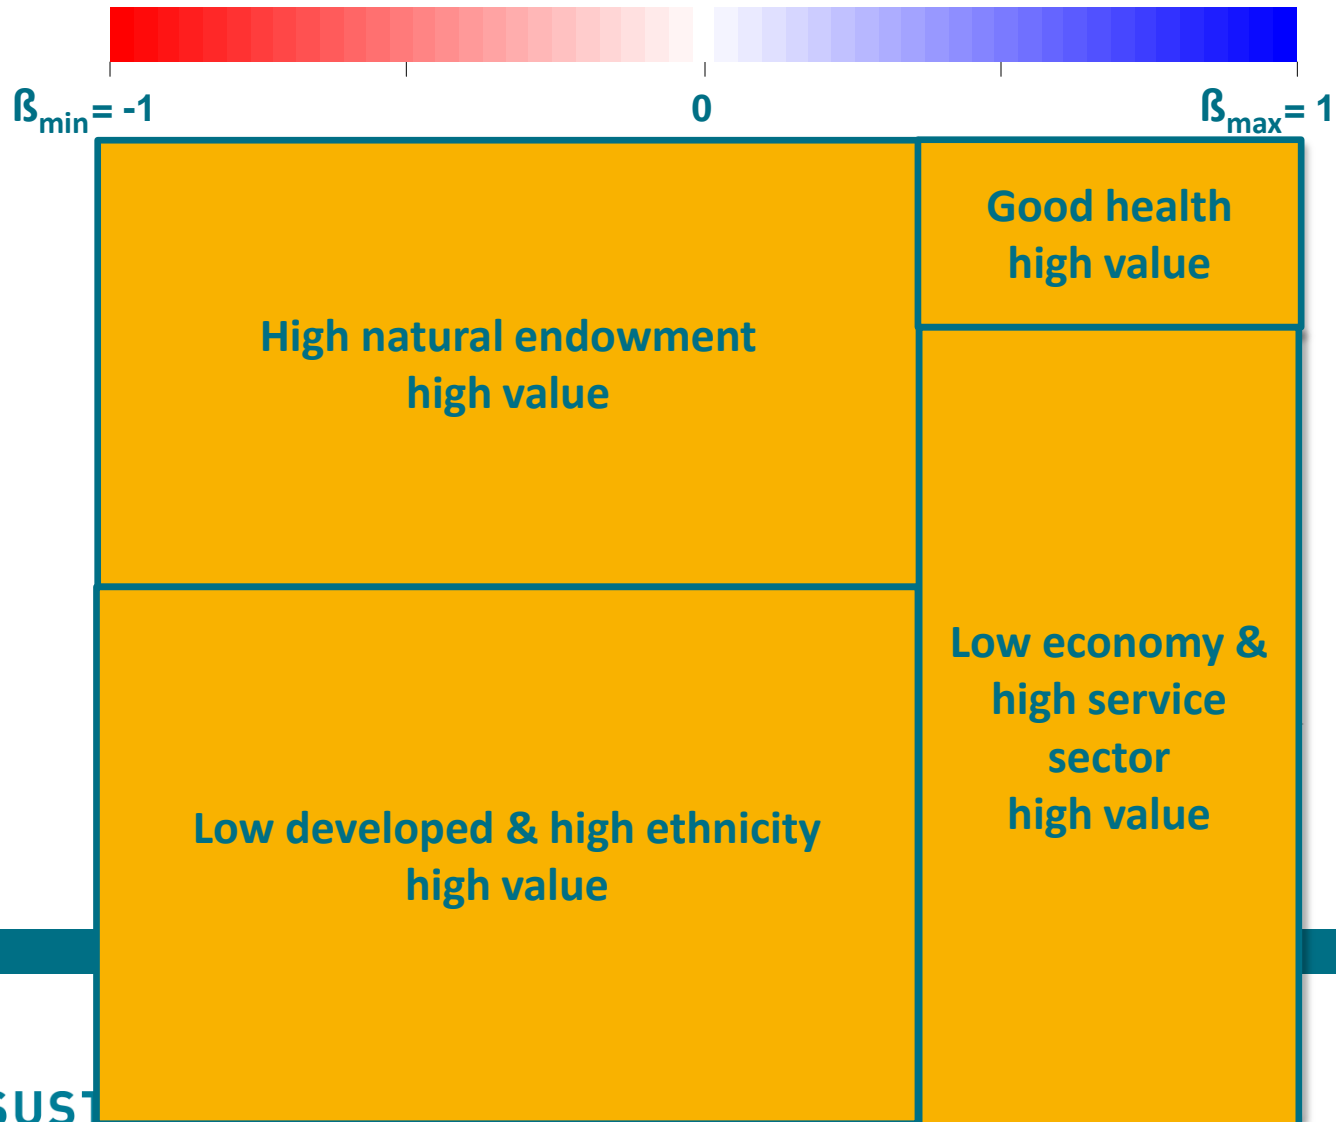 ßmin= -1
0
ßmax= 1
Good health
high value
High natural endowment
high value
Low economy &
high service
sector
high value
Low developed & high ethnicity
high value